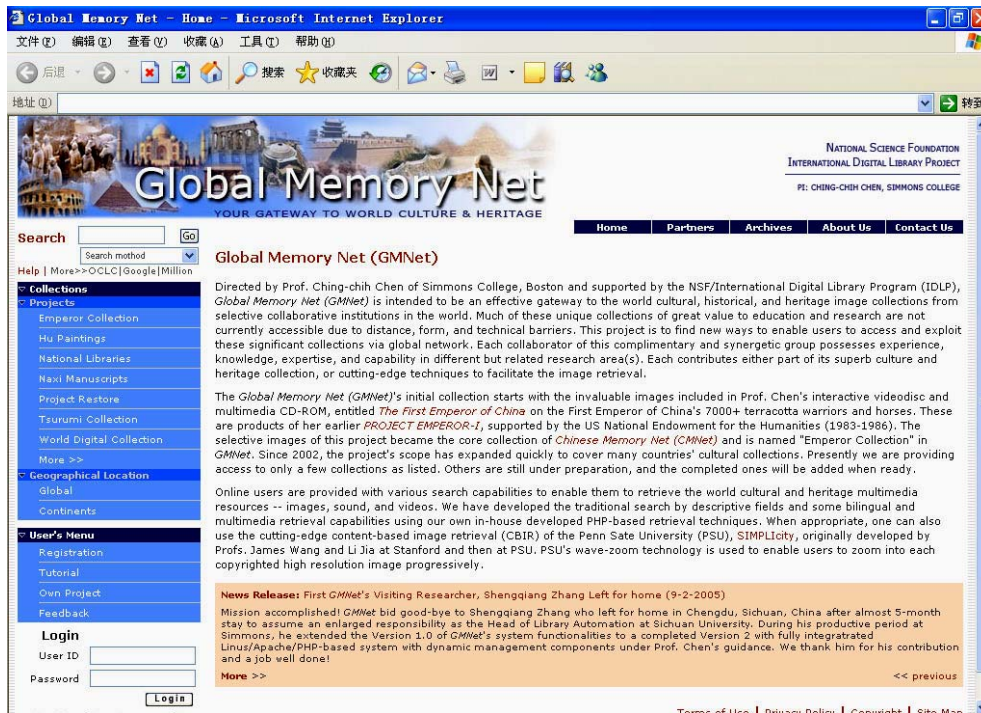 Global Memory Net - Home - Microsoft Internet Explorer
文件(F) 编辑(E) 查看(V) 收藏(A) 工具(T) 帮助(H)
后退 搜索 收藏夹
地址(D) 转到
Global Memory Net
YOUR GATEWAY TO WORLD CULTURE & HERITAGE
NATIONAL SCIENCE FOUNDATION
INTERNATIONAL DIGITAL LIBRARY PROJECT
PI: CHING-CHIH CHEN, SIMMONS COLLEGE
Home Partners Archives About Us Contact Us
Search Go
Search mothod
Help | More>>OCLC|Google|Million
Collections
Projects
Emperor Collection
Hu Paintings
National Libraries
Naxi Manuscripts
Project Restore
Tsurumi Collection
World Digital Collection
More >>
Geographical Location
Global
Continents
User's Menu
Registration
Tutorial
Own Project
Feedback
Login
User ID
Password
Login
Global Memory Net (GMNet)
Directed by Prof. Ching-chih Chen of Simmons College, Boston and supported by the NSF/International Digital Library Program (IDLP),
Global Memory Net (GMNet) is intended to be an effective gateway to the world cultural, historical, and heritage image collections from
selective collaborative institutions in the world. Much of these unique collections of great value to education and research are not
currently accessible due to distance, form, and technical barriers. This project is to find new ways to enable users to access and exploit
these significant collections via global network. Each collaborator of this complimentary and synergetic group possesses experience,
knowledge, expertise, and capability in different but related research area(s). Each contributes either part of its superb culture and
heritage collection, or cutting-edge techniques to facilitate the image retrieval.
The Global Memory Net (GMNet)'s initial collection starts with the invaluable images included in Prof. Chen's interactive videodisc and
multimedia CD-ROM, entitled The First Emperor of China on the First Emperor of China's 7000+ terracotta warriors and horses. These
are products of her earlier PROJECT EMPEROR-I, supported by the US National Endowment for the Humanities (1983-1986). The
selective images of this project became the core collection of Chinese Memory Net (CMNet) and is named "Emperor Collection" in
GMNet. Since 2002, the project's scope has expanded quickly to cover many countries' cultural collections. Presently we are providing
access to only a few collections as listed. Others are still under preparation, and the completed ones will be added when ready.
Online users are provided with various search capabilities to enable them to retrieve the world cultural and heritage multimedia
resources -- images, sound, and videos. We have developed the traditional search by descriptive fields and some bilingual and
multimedia retrieval capabilities using our own in-house developed PHP-based retrieval techniques. When appropriate, one can also
use the cutting-edge content-based image retrieval (CBIR) of the Penn Sate University (PSU), SIMPLIcity, originally developed by
Profs. James Wang and Li Jia at Stanford and then at PSU. PSU's wave-zoom technology is used to enable users to zoom into each
copyrighted high resolution image progressively.
News Release: First GMNet's Visiting Researcher, Shengqiang Zhang Left for home (9-2-2005)
Mission accomplished! GMNet bid good-bye to Shengqiang Zhang who left for home in Chengdu, Sichuan, China after almost 5-month
stay to assume an enlarged responsibility as the Head of Library Automation at Sichuan University. During his productive period at
Simmons, he extended the Version 1.0 of GMNet's system functionalities to a completed Version 2 with fully integratrated
Linus/Apache/PHP-based system with dynamic management components under Prof. Chen's guidance. We thank him for his contribution
and a job well done!
More >> << previous
Terms of Use | Privacy Policy | Copyright | Site Map